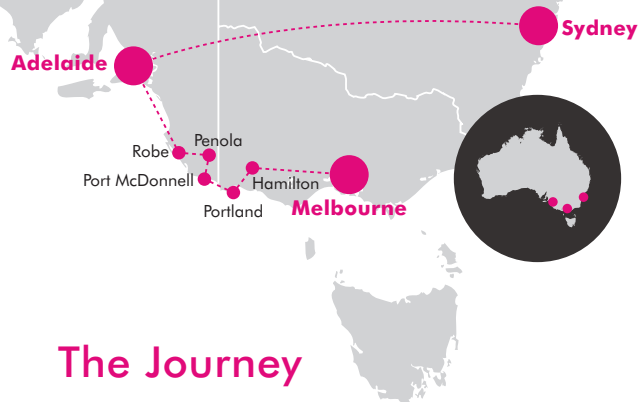 Sydney
Adelaide
Penola
Robe
Port McDonnell
Hamilton
Portland
Melbourne
The Journey